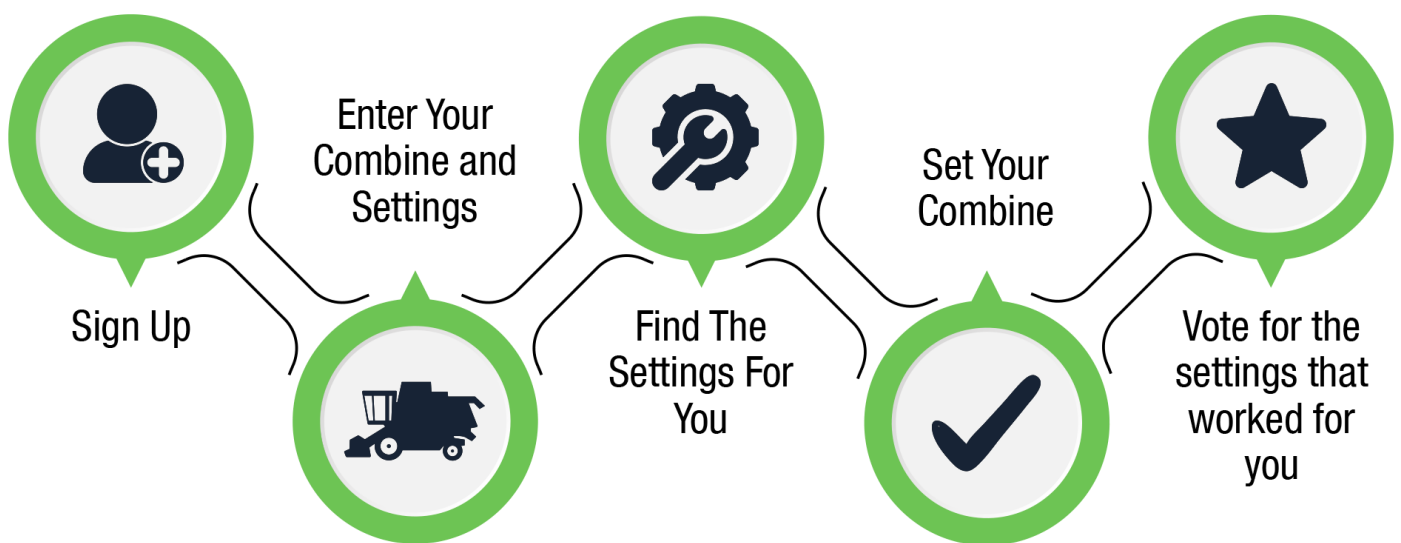 Sign Up
Enter Your
Combine and
Settings
Find The
Settings For
You
Set Your
Combine
Vote for the
settings that
worked for
you